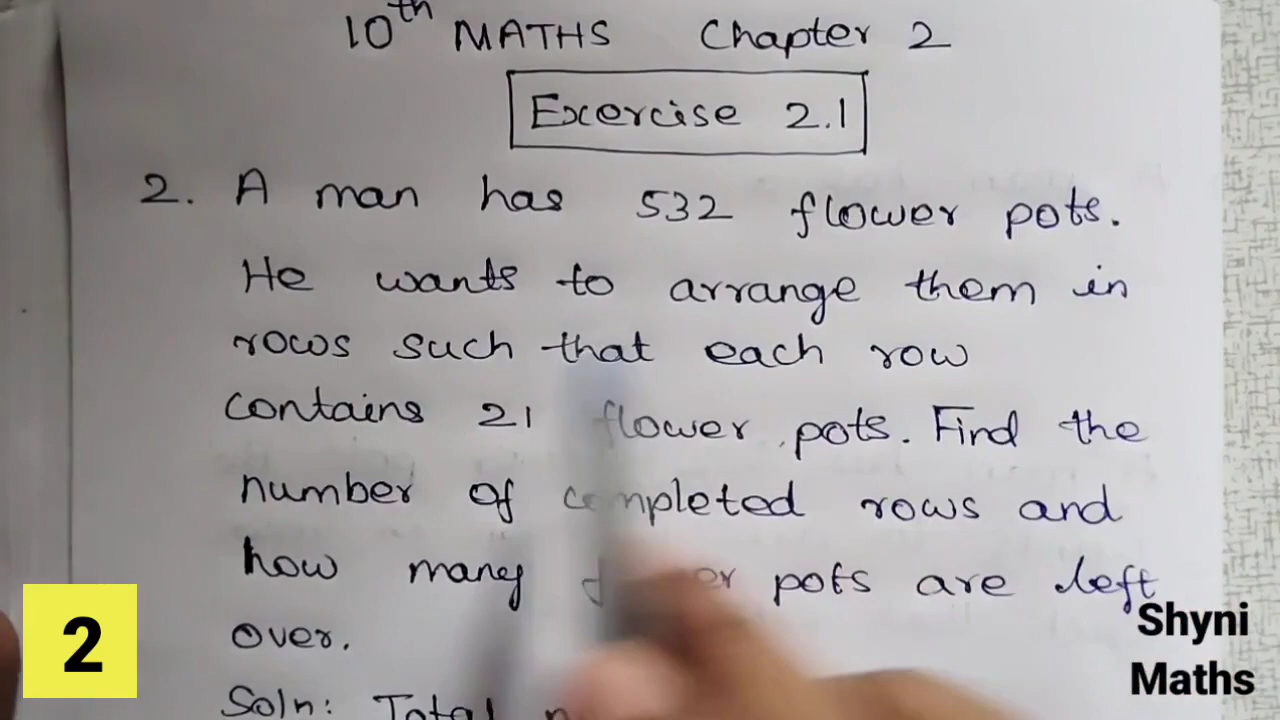 10th MATHS Chapter 2
Exercise 2.1
2. A man has 532 flower pots.
He wants to arrange them in
rows such that each row
contains 21 flower pots. Find the
number of completed rows and
how many pots are left
over.
Soln: Total
2
Shyni
Maths